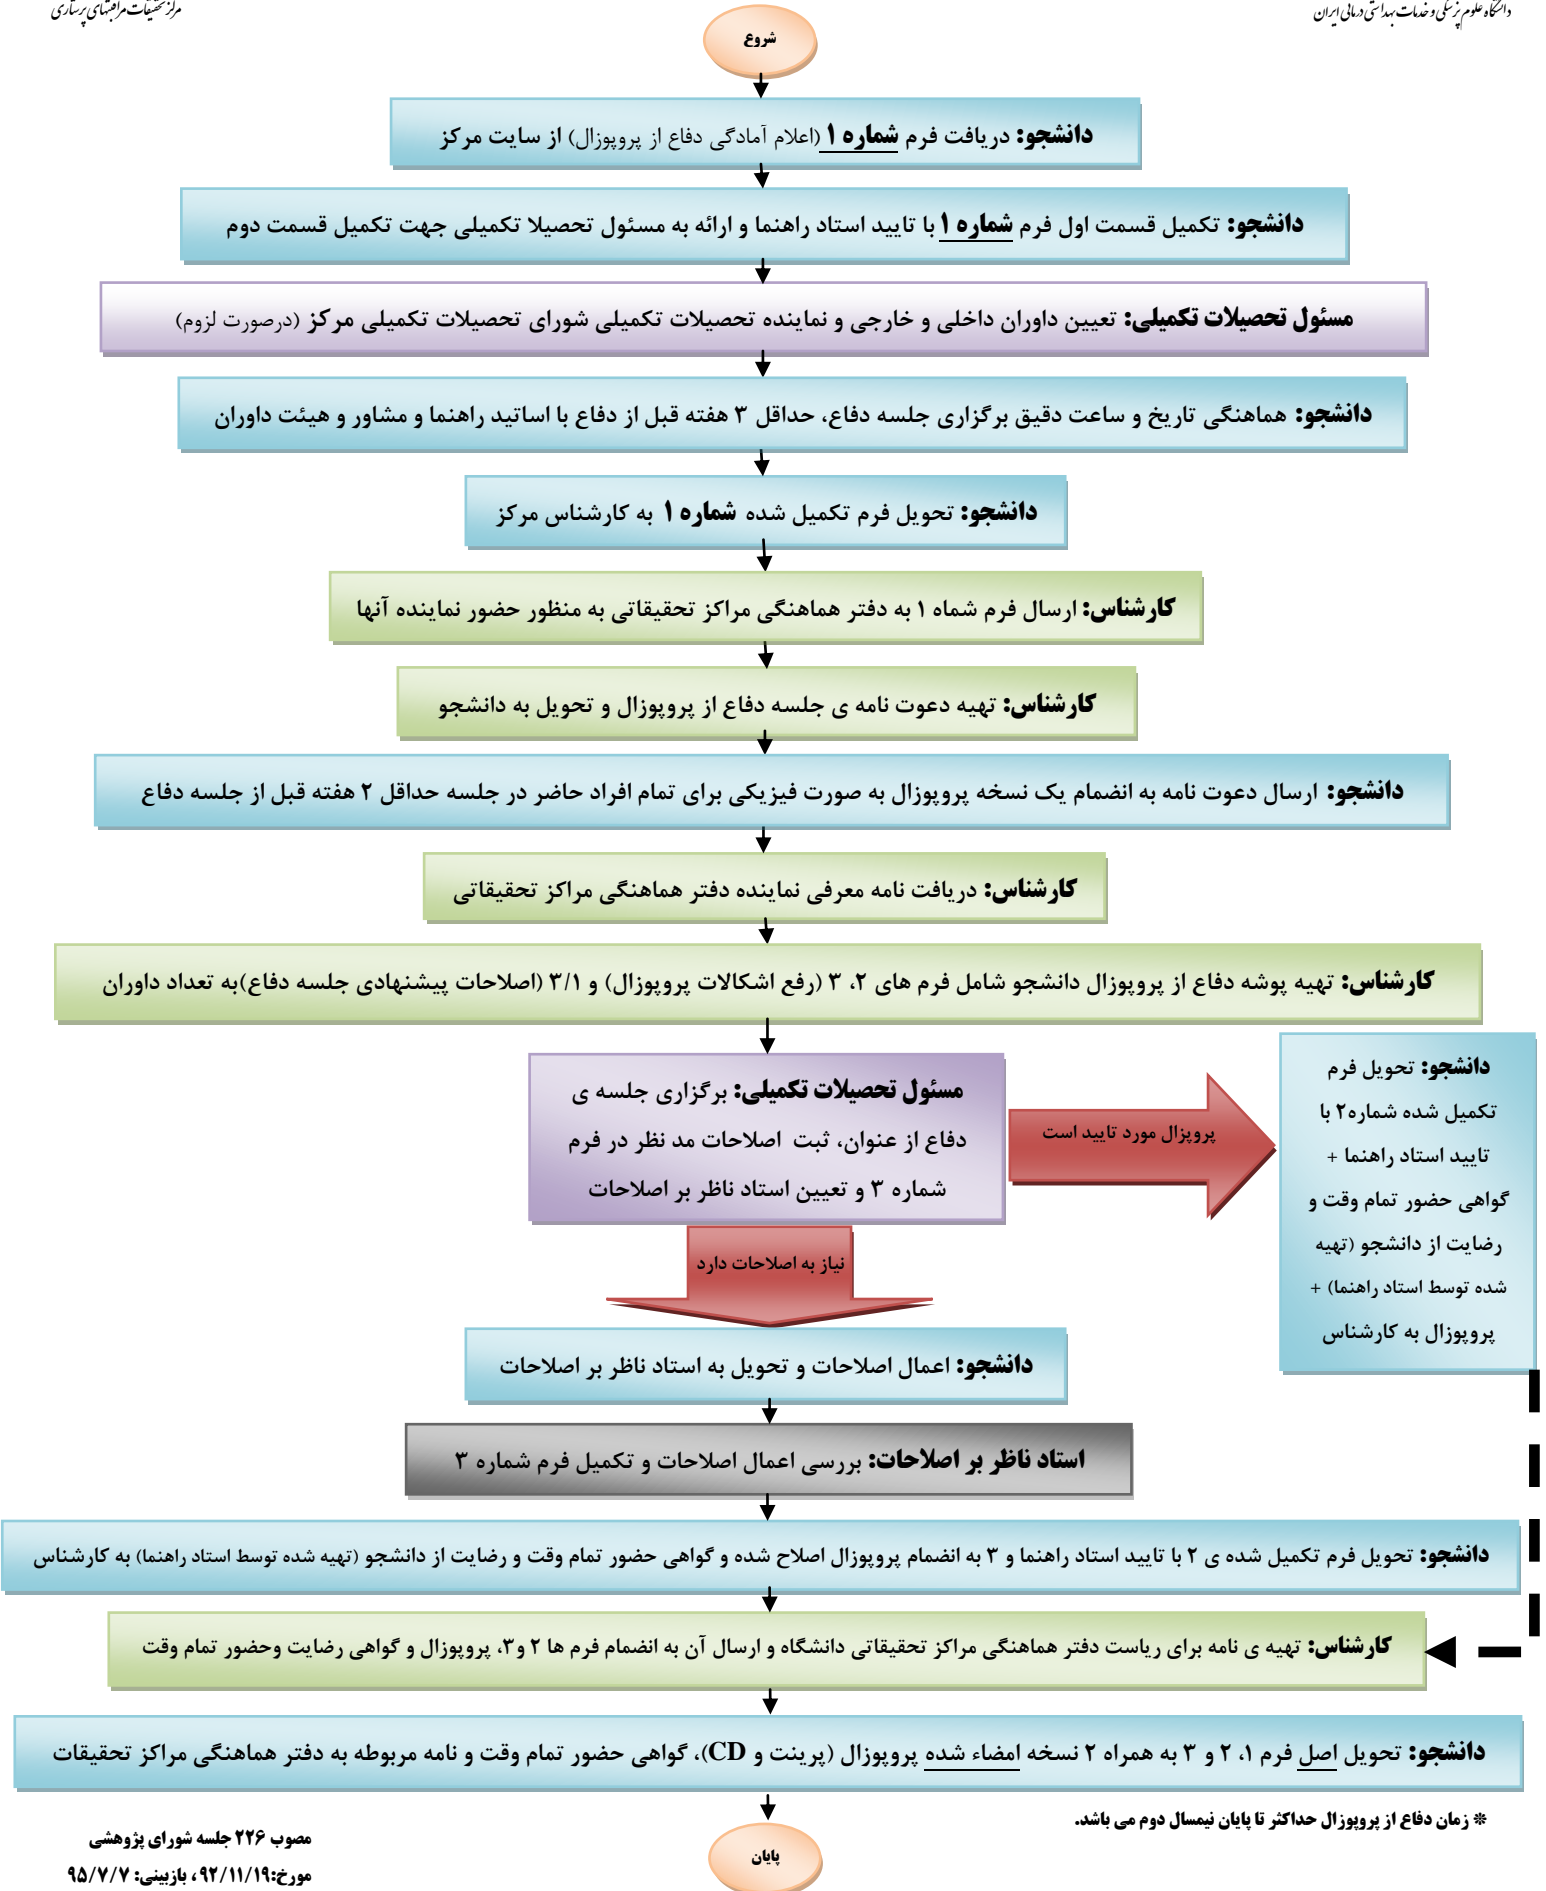 دانشگاه علوم پزشکی و خدمات بهداشتی درمانی ایران
مرکز تحقیقات مراقبتهای پرستاری
شروع
دانشجو: دریافت فرم شماره ۱ (اعلام آمادگی دفاع از پروپوزال) از سایت مرکز
دانشجو: تکمیل قسمت اول فرم شماره ۱ با تایید استاد راهنما و ارائه به مسئول تحصیلا تکمیلی جهت تکمیل قسمت دوم
مسئول تحصیلات تکمیلی: تعیین داوران داخلی و خارجی و نماینده تحصیلات تکمیلی شورای تحصیلات تکمیلی مرکز (درصورت لزوم)
دانشجو: هماهنگی تاریخ و ساعت دقیق برگزاری جلسه دفاع، حداقل ۳ هفته قبل از دفاع با اساتید راهنما و مشاور و هیئت داوران
دانشجو: تحویل فرم تکمیل شده شماره ۱ به کارشناس مرکز
کارشناس: ارسال فرم شماه ۱ به دفتر هماهنگی مراکز تحقیقاتی به منظور حضور نماینده آنها
کارشناس: تهیه دعوت نامه ی جلسه دفاع از پروپوزال و تحویل به دانشجو
دانشجو: ارسال دعوت نامه به انضمام یک نسخه پروپوزال به صورت فیزیکی برای تمام افراد حاضر در جلسه حداقل ۲ هفته قبل از جلسه دفاع
کارشناس: دریافت نامه معرفی نماینده دفتر هماهنگی مراکز تحقیقاتی
کارشناس: تهیه پوشه دفاع از پروپوزال دانشجو شامل فرم های ۲، ۳ (رفع اشکالات پروپوزال) و ۳/۱ (اصلاحات پیشنهادی جلسه دفاع)به تعداد داوران
مسئول تحصیلات تکمیلی: برگزاری جلسه ی
دفاع از عنوان، ثبت اصلاحات مد نظر در فرم
شماره ۳ و تعیین استاد ناظر بر اصلاحات
پروپزال مورد تایید است
دانشجو: تحویل فرم
تکمیل شده شماره۲ با
تایید استاد راهنما +
گواهی حضور تمام وقت و
رضایت از دانشجو (تهیه
شده توسط استاد راهنما) +
پروپوزال به کارشناس
نیاز به اصلاحات دارد
دانشجو: اعمال اصلاحات و تحویل به استاد ناظر بر اصلاحات
استاد ناظر بر اصلاحات: بررسی اعمال اصلاحات و تکمیل فرم شماره ۳
دانشجو: تحویل فرم تکمیل شده ی ۲ با تایید استاد راهنما و ۳ به انضمام پروپوزال اصلاح شده و گواهی حضور تمام وقت و رضایت از دانشجو (تهیه شده توسط استاد راهنما) به کارشناس
کارشناس: تهیه ی نامه برای ریاست دفتر هماهنگی مراکز تحقیقاتی دانشگاه و ارسال آن به انضمام فرم ها ۲ و۳، پروپوزال و گواهی رضایت وحضور تمام وقت
دانشجو: تحویل اصل فرم ۱، ۲ و ۳ به همراه ۲ نسخه امضاء شده پروپوزال (پرینت و CD)، گواهی حضور تمام وقت و نامه مربوطه به دفتر هماهنگی مراکز تحقیقات
* زمان دفاع از پروپوزال حداکثر تا پایان نیمسال دوم می باشد.
پایان
مصوب ۲۲۶ جلسه شورای پژوهشی
مورخ:۹۲/۱۱/۱۹، بازبینی: ۹۵/۷/۷